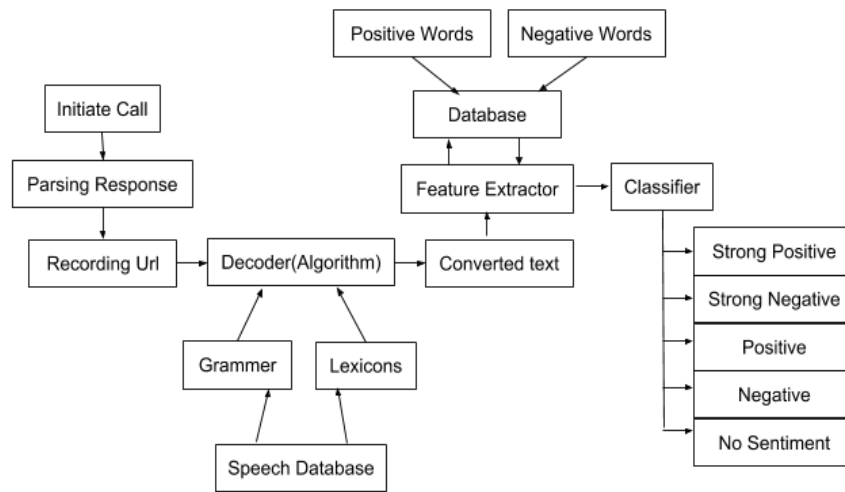 Positive Words
Negative Words
Initiate Call
Database
Parsing Response
Feature Extractor
Classifier
Recording Url
Decoder(Algorithm)
Converted text
Strong Positive
Strong Negative
Positive
Negative
No Sentiment
Grammer
Lexicons
Speech Database